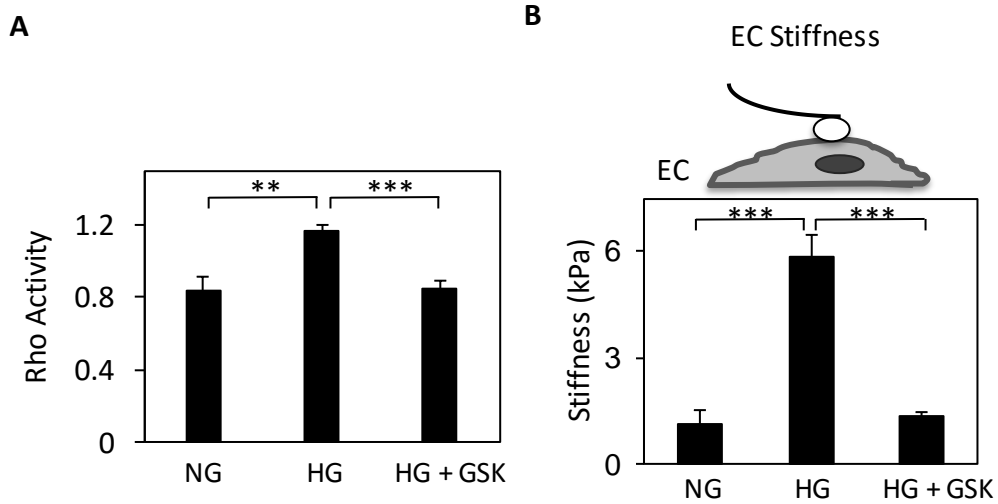 A
Rho Activity
1.2
0.8
0.4
0
** ***
NG HG HG + GSK
B
EC Stiffness
EC
Stiffness (kPa)
6
3
0
*** ***
NG HG HG + GSK